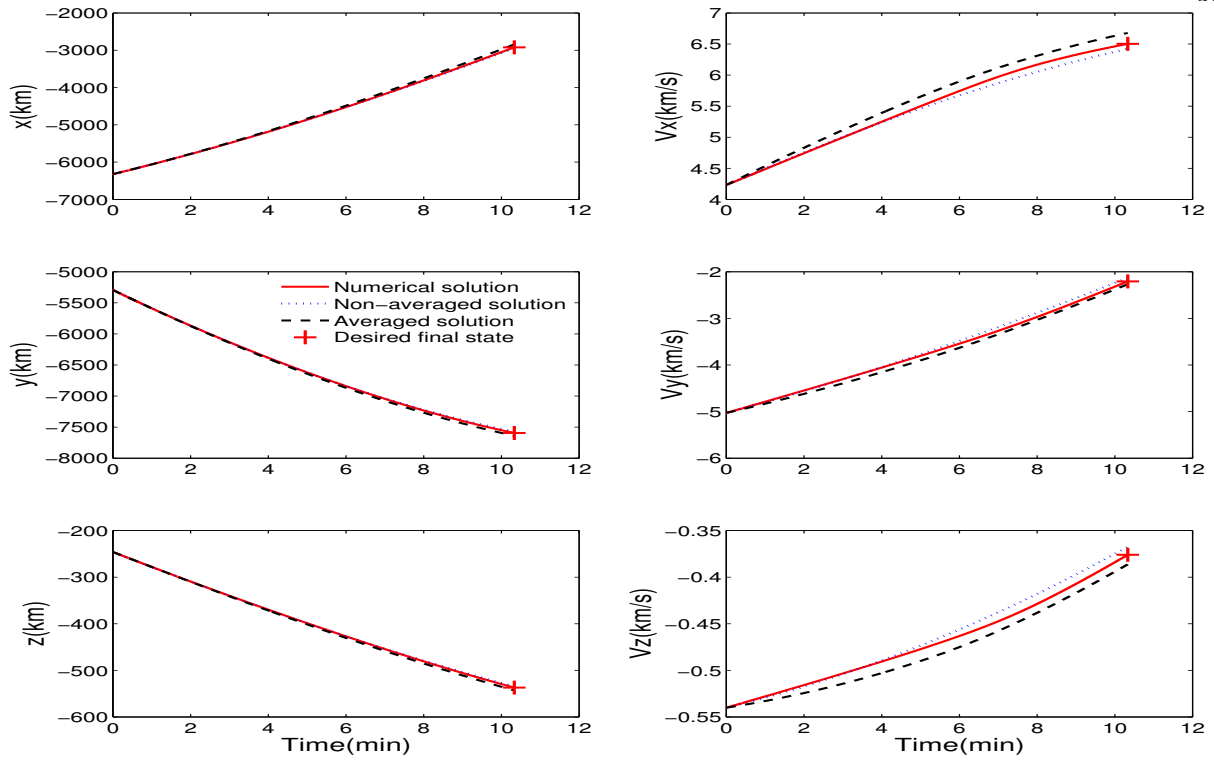 −2000
−3000
−4000
−5000
−6000
−7000
x(km)
0 2 4 6 8 10 12
7
6.5
6
5.5
5
4.5
4
Vx(km/s)
0 2 4 6 8 10 12
−5000
−5500
−6000
−6500
−7000
−7500
−8000
y(km)
Numerical solution
Non−averaged solution
Averaged solution
Desired final state
0 2 4 6 8 10 12
−2
−3
−4
−5
−6
Vy(km/s)
0 2 4 6 8 10 12
−200
−300
−400
−500
−600
z(km)
0 2 4 6 8 10 12
Time(min)
−0.35
−0.4
−0.45
−0.5
−0.55
Vz(km/s)
0 2 4 6 8 10 12
Time(min)